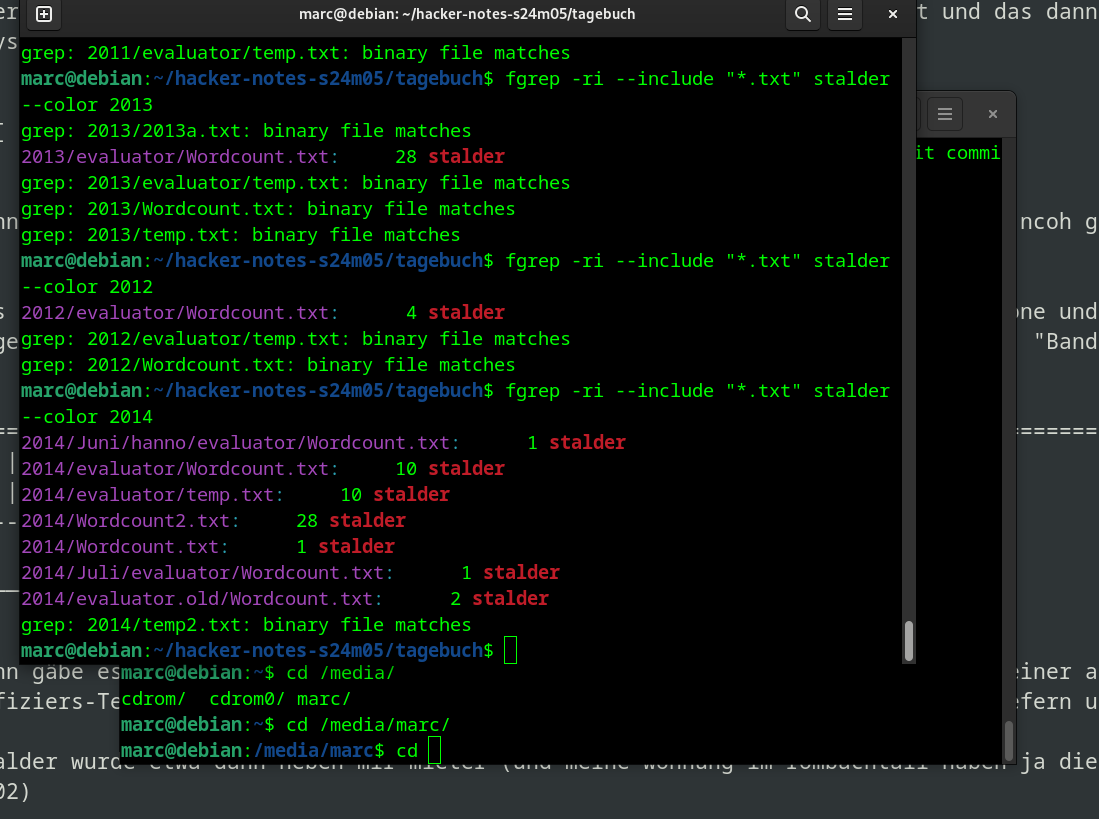 marc@debian: ~/hacker-notes-s24m05/tagebuch
t und das dann
grep: 2011/evaluator/temp.txt: binary file matches
marc@debian:~/hacker-notes-s24m05/tagebuch$ fgrep -ri --include "*.txt" stalder
--color 2013
grep: 2013/2013a.txt: binary file matches
2013/evaluator/Wordcount.txt:     28 stalder
grep: 2013/evaluator/temp.txt: binary file matches
grep: 2013/Wordcount.txt: binary file matches
grep: 2013/temp.txt: binary file matches
marc@debian:~/hacker-notes-s24m05/tagebuch$ fgrep -ri --include "*.txt" stalder
--color 2012
2012/evaluator/Wordcount.txt:      4 stalder
grep: 2012/evaluator/temp.txt: binary file matches
grep: 2012/Wordcount.txt: binary file matches
marc@debian:~/hacker-notes-s24m05/tagebuch$ fgrep -ri --include "*.txt" stalder
--color 2014
2014/Juni/hanno/evaluator/Wordcount.txt:      1 stalder
2014/evaluator/Wordcount.txt:     10 stalder
2014/evaluator/temp.txt:     10 stalder
2014/Wordcount2.txt:     28 stalder
2014/Wordcount.txt:      1 stalder
2014/Juli/evaluator/Wordcount.txt:      1 stalder
2014/evaluator.old/Wordcount.txt:      2 stalder
grep: 2014/temp2.txt: binary file matches
marc@debian:~/hacker-notes-s24m05/tagebuch$
it commi
ncoh g
one und
"Band
nn gäbe es
marc@debian:~$ cd /media/
einer a
fiziers-Te
cdrom/  cdrom0/ marc/
efern u
marc@debian:~$ cd /media/marc/
marc@debian:/media/marc$ cd
alder wurde etwa dann neben mir mieter (und meine Wohnung im Tombachtall haben ja die
02)